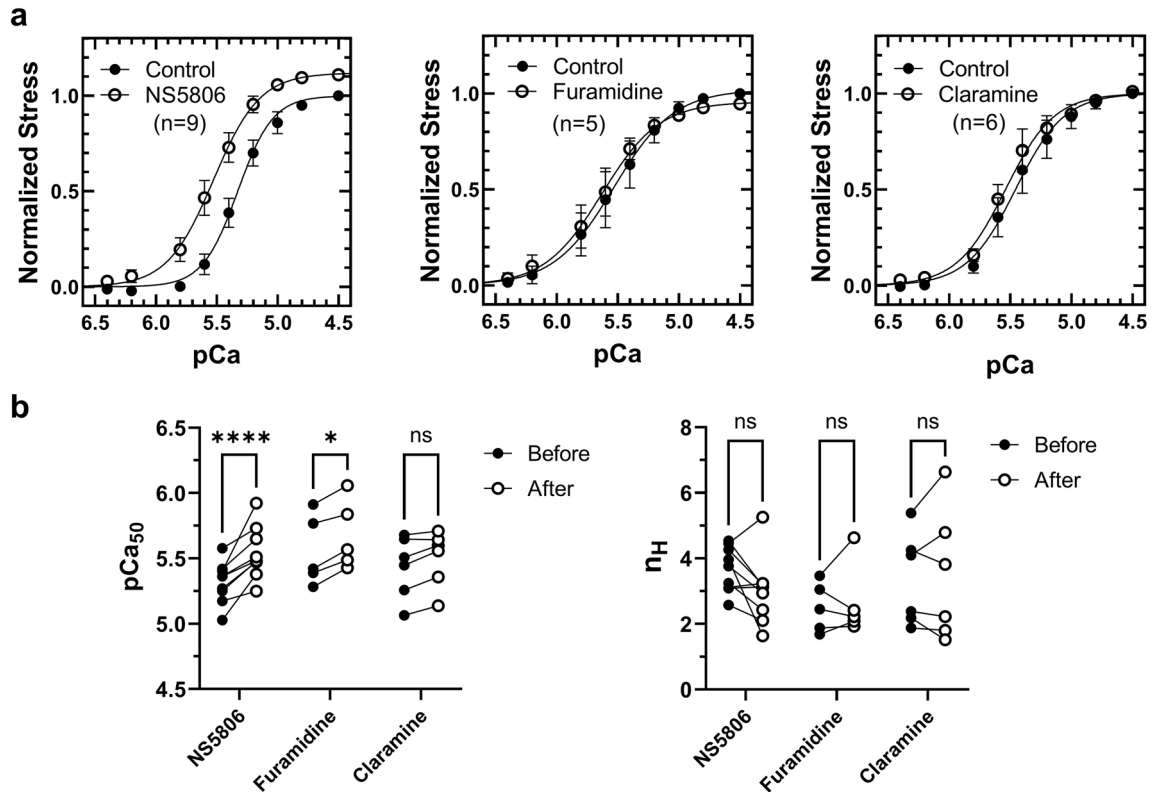 a
Normalized Stress
1.0
0.5
0.0
Control
NS5806
(n=9)
6.5 6.0 5.5 5.0 4.5
pCa
Normalized Stress
1.0
0.5
0.0
Control
Furamidine
(n=5)
6.5 6.0 5.5 5.0 4.5
pCa
Normalized Stress
1.0
0.5
0.0
Control
Claramine
(n=6)
6.5 6.0 5.5 5.0 4.5
pCa
b
pCa50
6.5
6.0
5.5
5.0
4.5
**** * ns
Before
After
NS5806 Furamidine Claramine
nH
8
6
4
2
0
ns ns ns
Before
After
NS5806 Furamidine Claramine